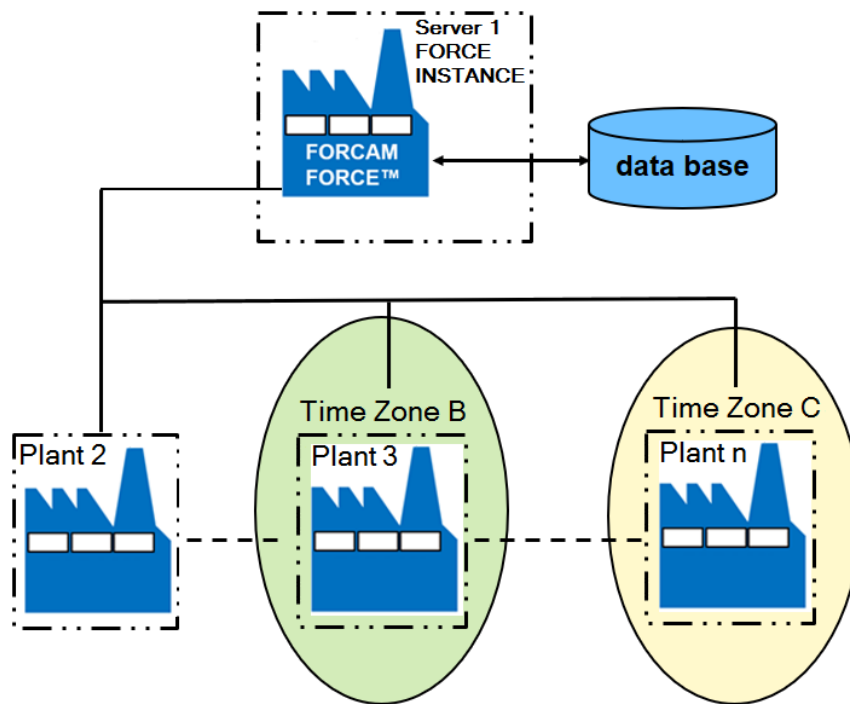 Server 1
FORCE
INSTANCE
FORCAM
FORCE™
data base
Time Zone B
Time Zone C
Plant 2
Plant 3
Plant n